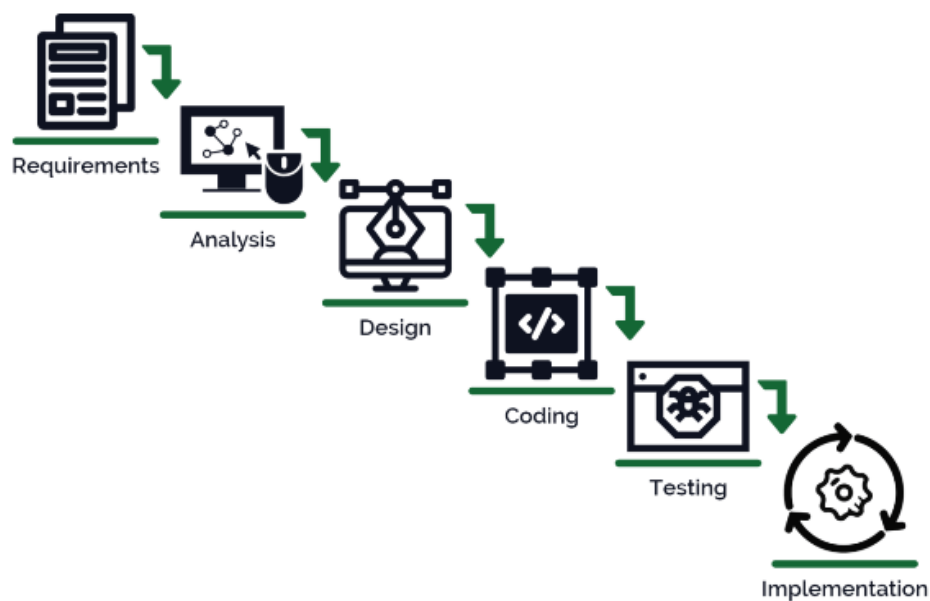 Requirements
Analysis
Design
</>
Coding
Testing
Implementation